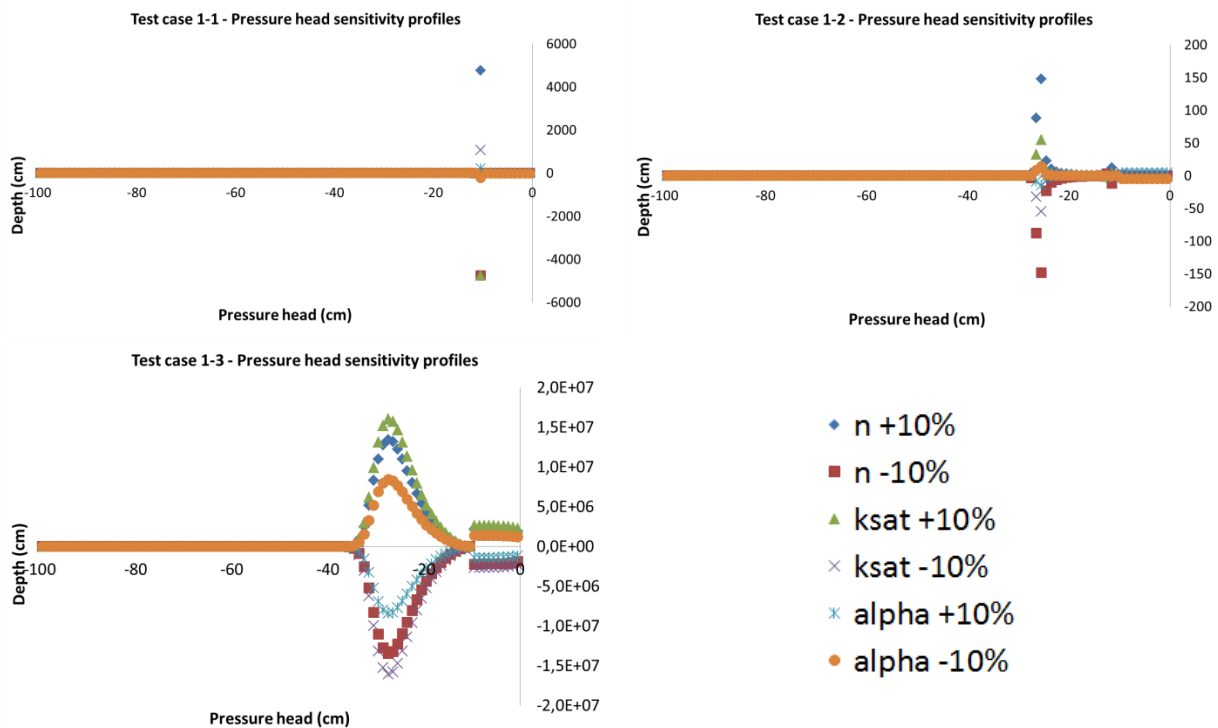 Test case 1-1 - Pressure head sensitivity profiles
6000
4000
2000
0
-2000
-4000
-6000
-100
-80
-60
-40
-20
0
Depth (cm)
Pressure head (cm)
Test case 1-2 - Pressure head sensitivity profiles
200
150
100
50
0
-50
-100
-150
-200
-100
-80
-60
-40
-20
0
Depth (cm)
Pressure head (cm)
Test case 1-3 - Pressure head sensitivity profiles
2,0E+07
1,5E+07
1,0E+07
5,0E+06
0,0E+00
-5,0E+06
-1,0E+07
-1,5E+07
-2,0E+07
-100
-80
-60
-40
-20
0
Depth (cm)
Pressure head (cm)
n +10%
n -10%
ksat +10%
ksat -10%
alpha +10%
alpha -10%